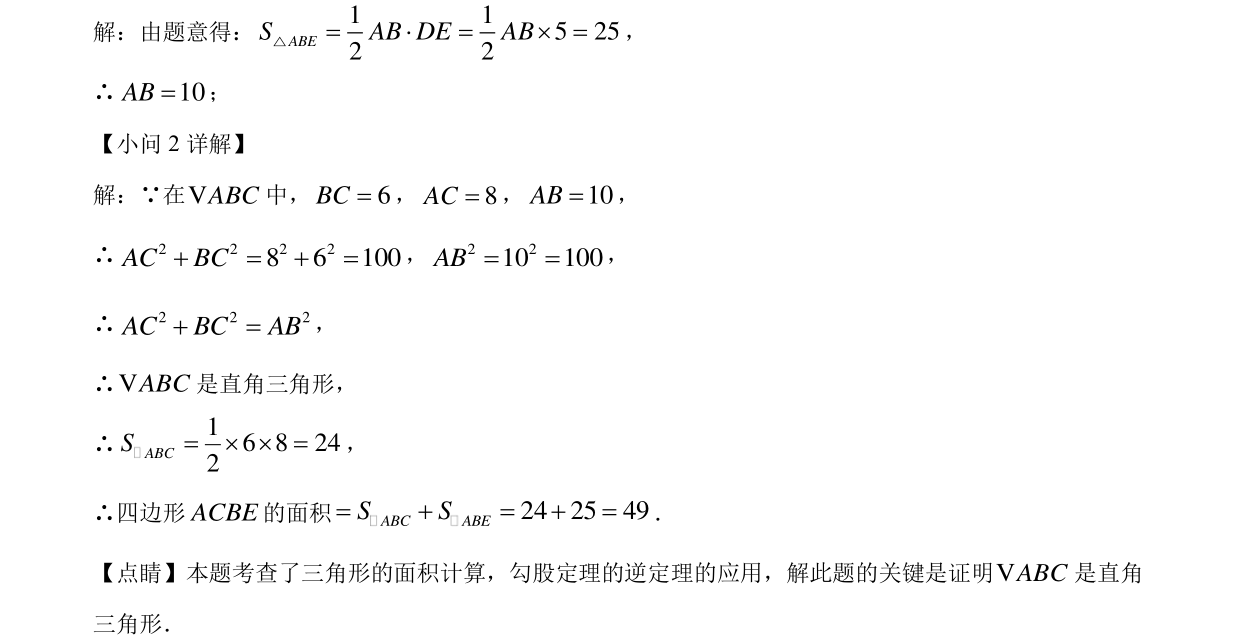 解：由题意得：S△ABE = 1/2 AB·DE = 1/2 AB×5 = 25，
∴ AB = 10；
【小问 2 详解】
解：∵在VABC 中，BC = 6，AC = 8，AB = 10，
∴ AC² + BC² = 8² + 6² = 100，AB² = 10² = 100，
∴ AC² + BC² = AB²，
∴VABC 是直角三角形，
∴ S□ABC = 1/2 ×6×8 = 24，
∴四边形 ACBE 的面积 = S□ABC + S□ABE = 24 + 25 = 49．
【点睛】本题考查了三角形的面积计算，勾股定理的逆定理的应用，解此题的关键是证明VABC 是直角
三角形．